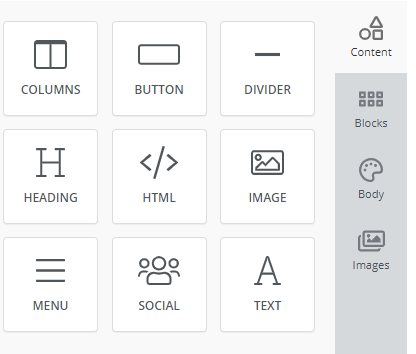 COLUMNS
BUTTON
DIVIDER
HEADING
HTML
IMAGE
MENU
SOCIAL
TEXT
Content
Blocks
Body
Images